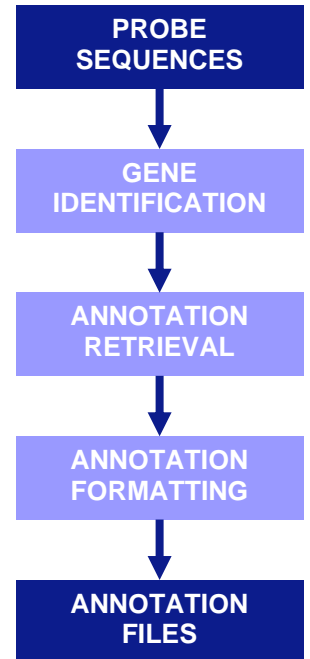 PROBE
SEQUENCES
GENE
IDENTIFICATION
ANNOTATION
RETRIEVAL
ANNOTATION
FORMATTING
ANNOTATION
FILES